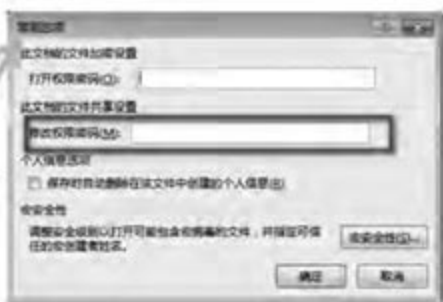 常规加密
此文档的文件加密设置
打开权限密码(O):
此文档的文件共享设置
修改权限密码(M):
个人信息选项
保存时自动删除在该文件中创建的个人信息(R)
宏安全性
调整安全级别以打开可能包含宏病毒的文件，并指定可信
任的宏创建者姓名。
宏安全性(S)...
确定
取消